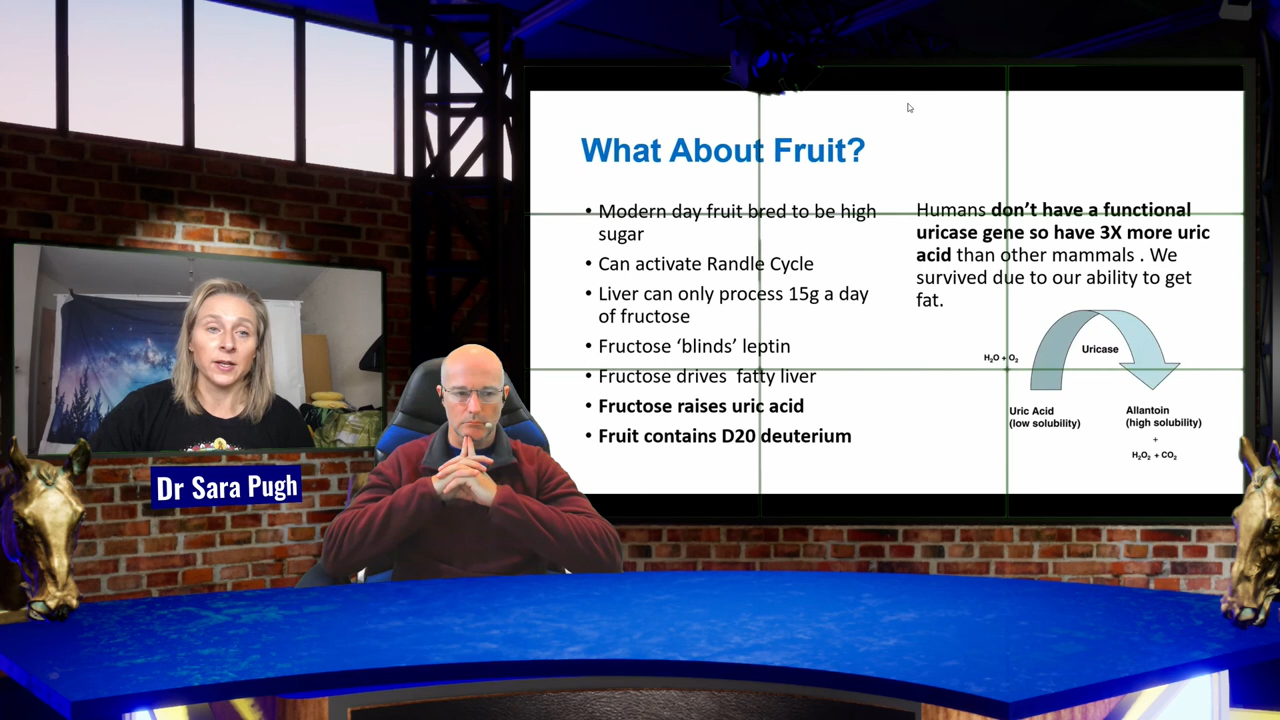 What About Fruit?
• Modern day fruit bred to be high
sugar
• Can activate Randle Cycle
• Liver can only process 15g a day
of fructose
• Fructose ‘blinds’ leptin
• Fructose drives  fatty liver
• Fructose raises uric acid
• Fruit contains D20 deuterium
Humans don’t have a functional
uricase gene so have 3X more uric
acid than other mammals . We
survived due to our ability to get
fat.
Uricase
H₂O + O₂
Uric Acid
(low solubility)
Allantoin
(high solubility)
+
H₂O₂ + CO₂
Dr Sara Pugh